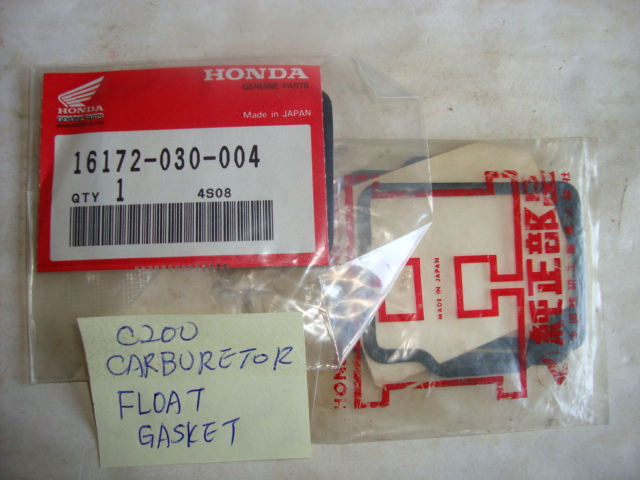 HONDA
GENUINE PARTS
HONDA
Made in JAPAN
16172-030-004
QTY 1 4S08
HONDA
MADE IN JAPAN
純正部品
C200
CARBURETOR
FLOAT
GASKET